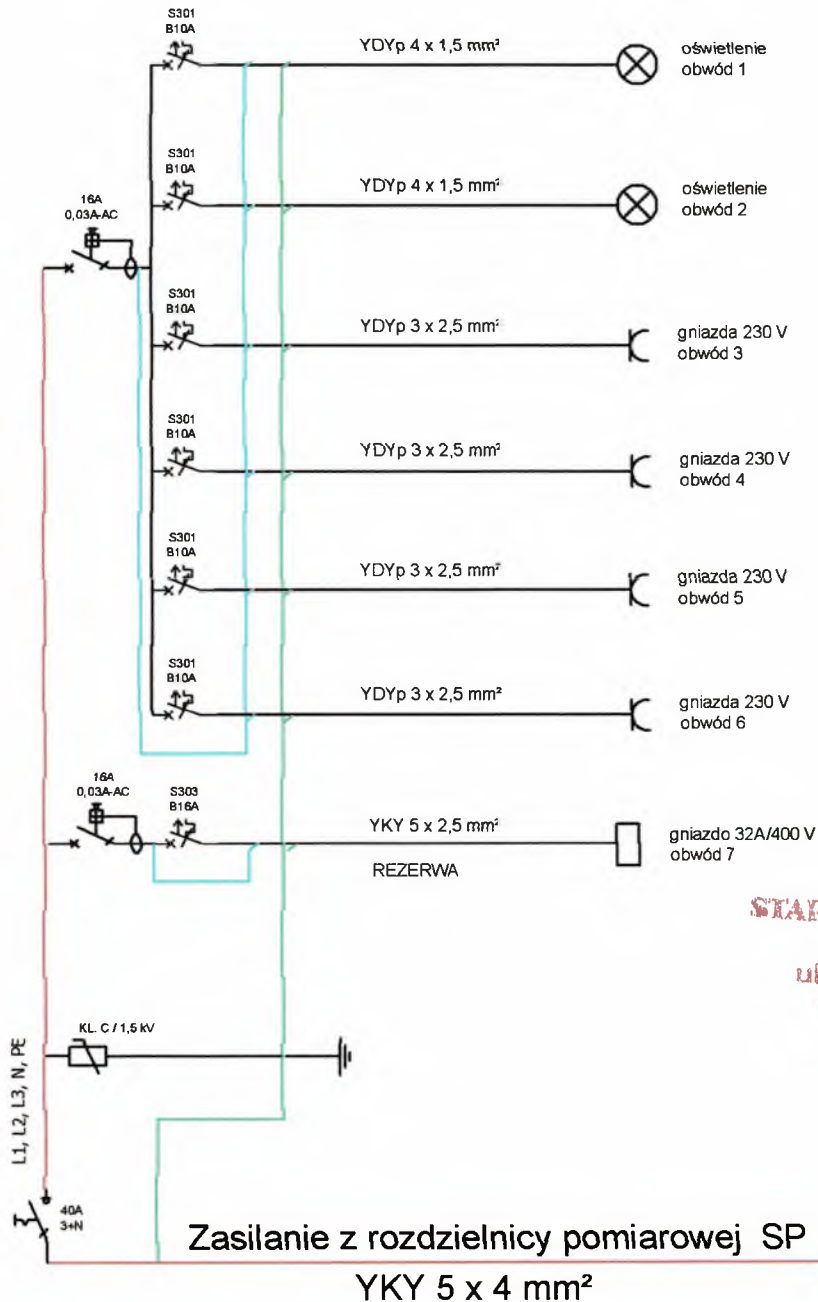 S301
B10A
YDYp 4 x 1,5 mm²
oświetlenie
obwód 1
S301
B10A
YDYp 4 x 1,5 mm²
oświetlenie
obwód 2
16A
0,03A-AC
S301
B10A
YDYp 3 x 2,5 mm²
gniazda 230 V
obwód 3
S301
B10A
YDYp 3 x 2,5 mm²
gniazda 230 V
obwód 4
S301
B10A
YDYp 3 x 2,5 mm²
gniazda 230 V
obwód 5
S301
B10A
YDYp 3 x 2,5 mm²
gniazda 230 V
obwód 6
16A
0,03A-AC
S303
B16A
YKY 5 x 2,5 mm²
REZERWA
gniazdo 32A/400 V
obwód 7
KL. C / 1,5 kV
L1, L2, L3, N, PE
40A
3+N
Zasilanie z rozdzielnicy pomiarowej SP
YKY 5 x 4 mm²